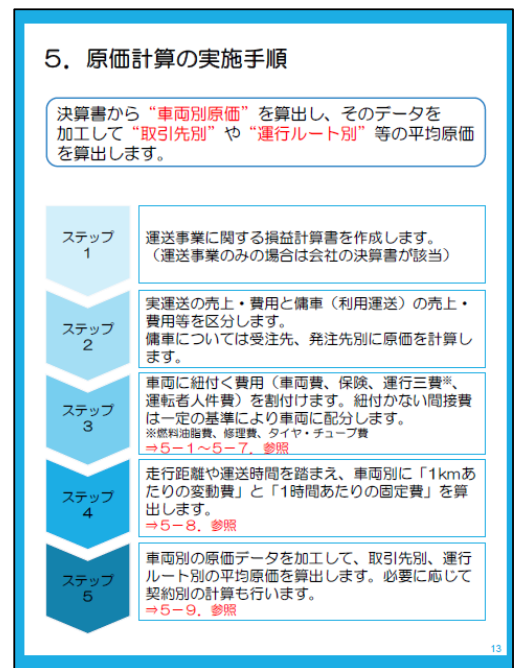 5．原価計算の実施手順
決算書から“車両別原価”を算出し、そのデータを
加工して“取引先別”や“運行ルート別”等の平均原価
を算出します。
ステップ
1
運送事業に関する損益計算書を作成します。
（運送事業のみの場合は会社の決算書が該当）
ステップ
2
実運送の売上・費用と傭車（利用運送）の売上・
費用等を区分します。
傭車については受注先、発注先別に原価を計算し
ます。
ステップ
3
車両に紐付く費用（車両費、保険、運行三費※、
運転者人件費）を割付けます。紐付かない間接費
は一定の基準により車両に配分します。
※燃料油脂費、修理費、タイヤ・チューブ費
⇒5－1～5－7．参照
ステップ
4
走行距離や運送時間を踏まえ、車両別に「1kmあ
たりの変動費」と「1時間あたりの固定費」を算
出します。
⇒5－8．参照
ステップ
5
車両別の原価データを加工して、取引先別、運行
ルート別の平均原価を算出します。必要に応じて
契約別の計算も行います。
⇒5－9．参照
13